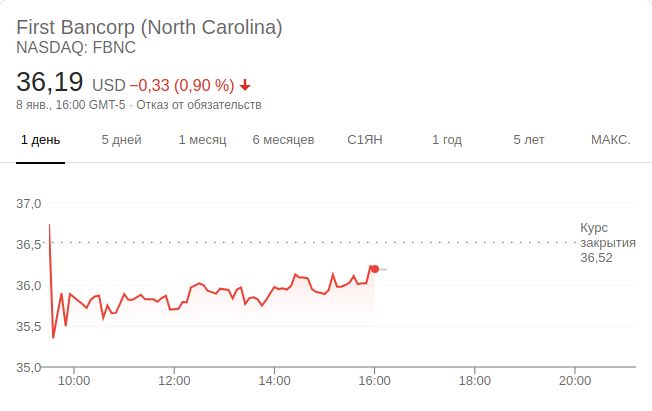 First Bancorp (North Carolina)
NASDAQ: FBNC
36,19 USD −0,33 (0,90 %)
8 янв., 16:00 GMT-5 · Отказ от обязательств
1 день 5 дней 1 месяц 6 месяцев С1ЯН 1 год 5 лет МАКС.
37,0
Курс
36,5 закрытия
36,52
36,0
35,5
35,0
10:00 12:00 14:00 16:00 18:00 20:00